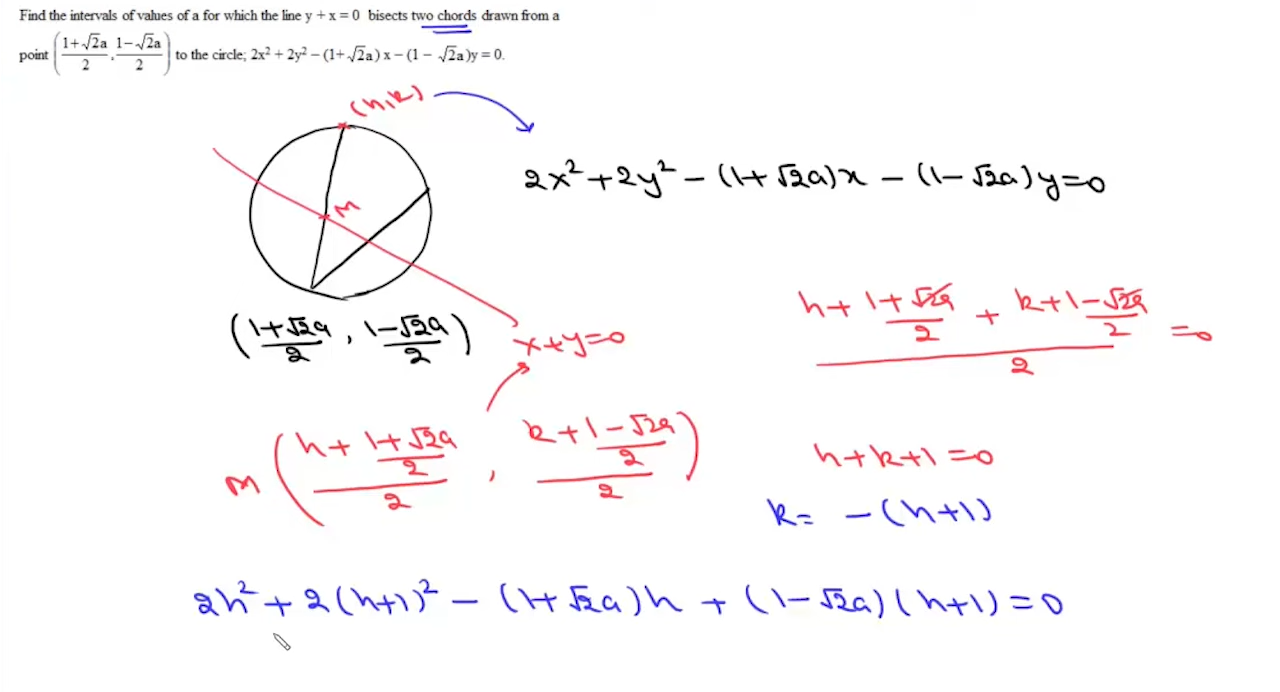 Find the intervals of values of a for which the line y + x = 0 bisects two chords drawn from a
point (1+√2a/2, 1−√2a/2) to the circle; 2x² + 2y² − (1+ √2a) x − (1 − √2a)y = 0.
(h,k)
2x² + 2y² − (1+√2a)x − (1−√2a)y=0
M
h + 1+√2a/2 + k+1−√2a/2 / 2 =0
(1+√2a/2, 1−√2a/2)
x+y=0
M (h + 1+√2a/2 / 2, k+1−√2a/2 / 2)
h+k+1=0
k= −(h+1)
2h² + 2(h+1)² − (1+√2a)h + (1−√2a)(h+1) = 0